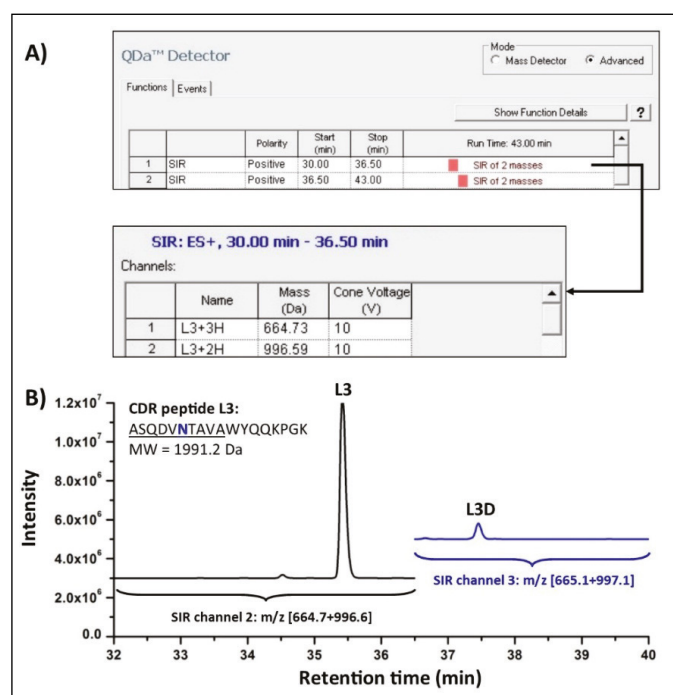 A)
QDa™ Detector
Mode
Mass Detector Advanced
Functions Events
Show Function Details ?
Polarity Start (min) Stop (min) Run Time: 43.00 min
1 SIR Positive 30.00 36.50 SIR of 2 masses
2 SIR Positive 36.50 43.00 SIR of 2 masses
SIR: ES+, 30.00 min - 36.50 min
Channels:
Name Mass (Da) Cone Voltage (V)
1 L3+3H 664.73 10
2 L3+2H 996.59 10
B)
L3
CDR peptide L3:
ASQDVNTAVAWYQQKPGK
MW = 1991.2 Da
L3D
SIR channel 3: m/z [665.1+997.1]
SIR channel 2: m/z [664.7+996.6]
Intensity
1.2x10⁷
1.0x10⁷
8.0x10⁶
6.0x10⁶
4.0x10⁶
2.0x10⁶
0.0
32 33 34 35 36 37 38 39 40
Retention time (min)